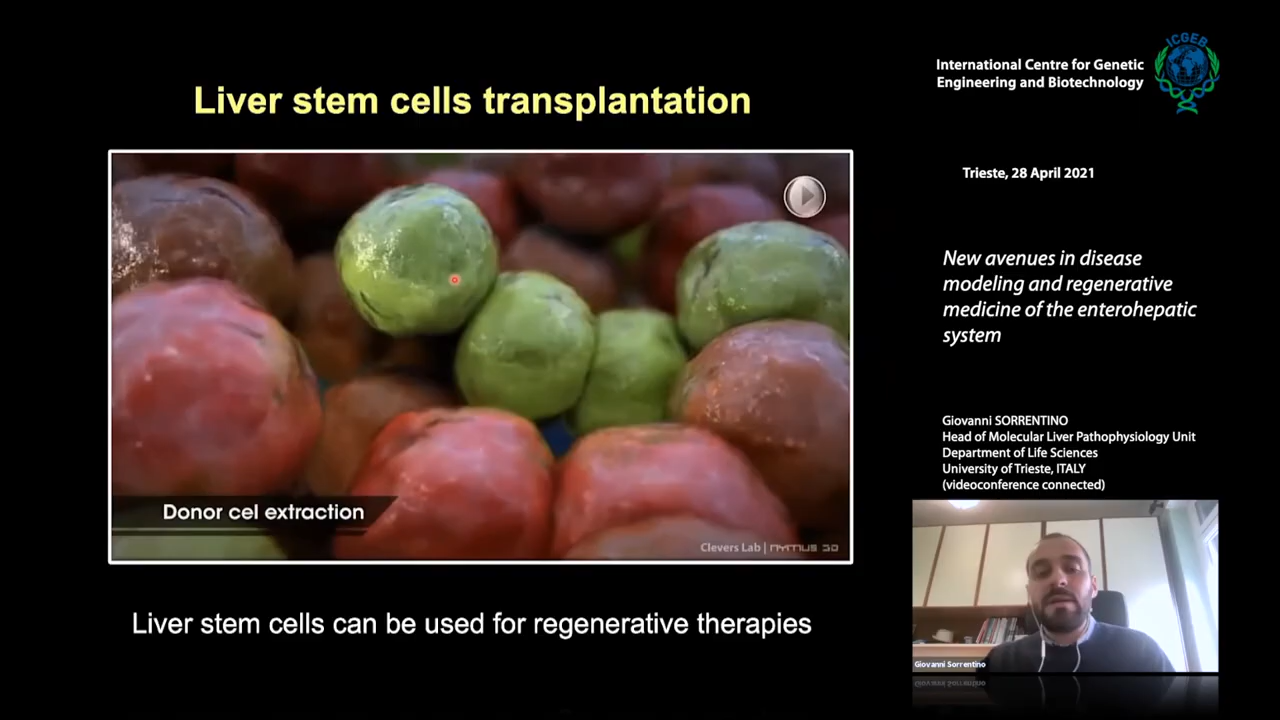 Liver stem cells transplantation
Donor cel extraction
Clevers Lab | NYMUS 3D
Liver stem cells can be used for regenerative therapies
International Centre for Genetic
Engineering and Biotechnology
ICGEB
Trieste, 28 April 2021
New avenues in disease
modeling and regenerative
medicine of the enterohepatic
system
Giovanni SORRENTINO
Head of Molecular Liver Pathophysiology Unit
Department of Life Sciences
University of Trieste, ITALY
(videoconference connected)
Giovanni Sorrentino